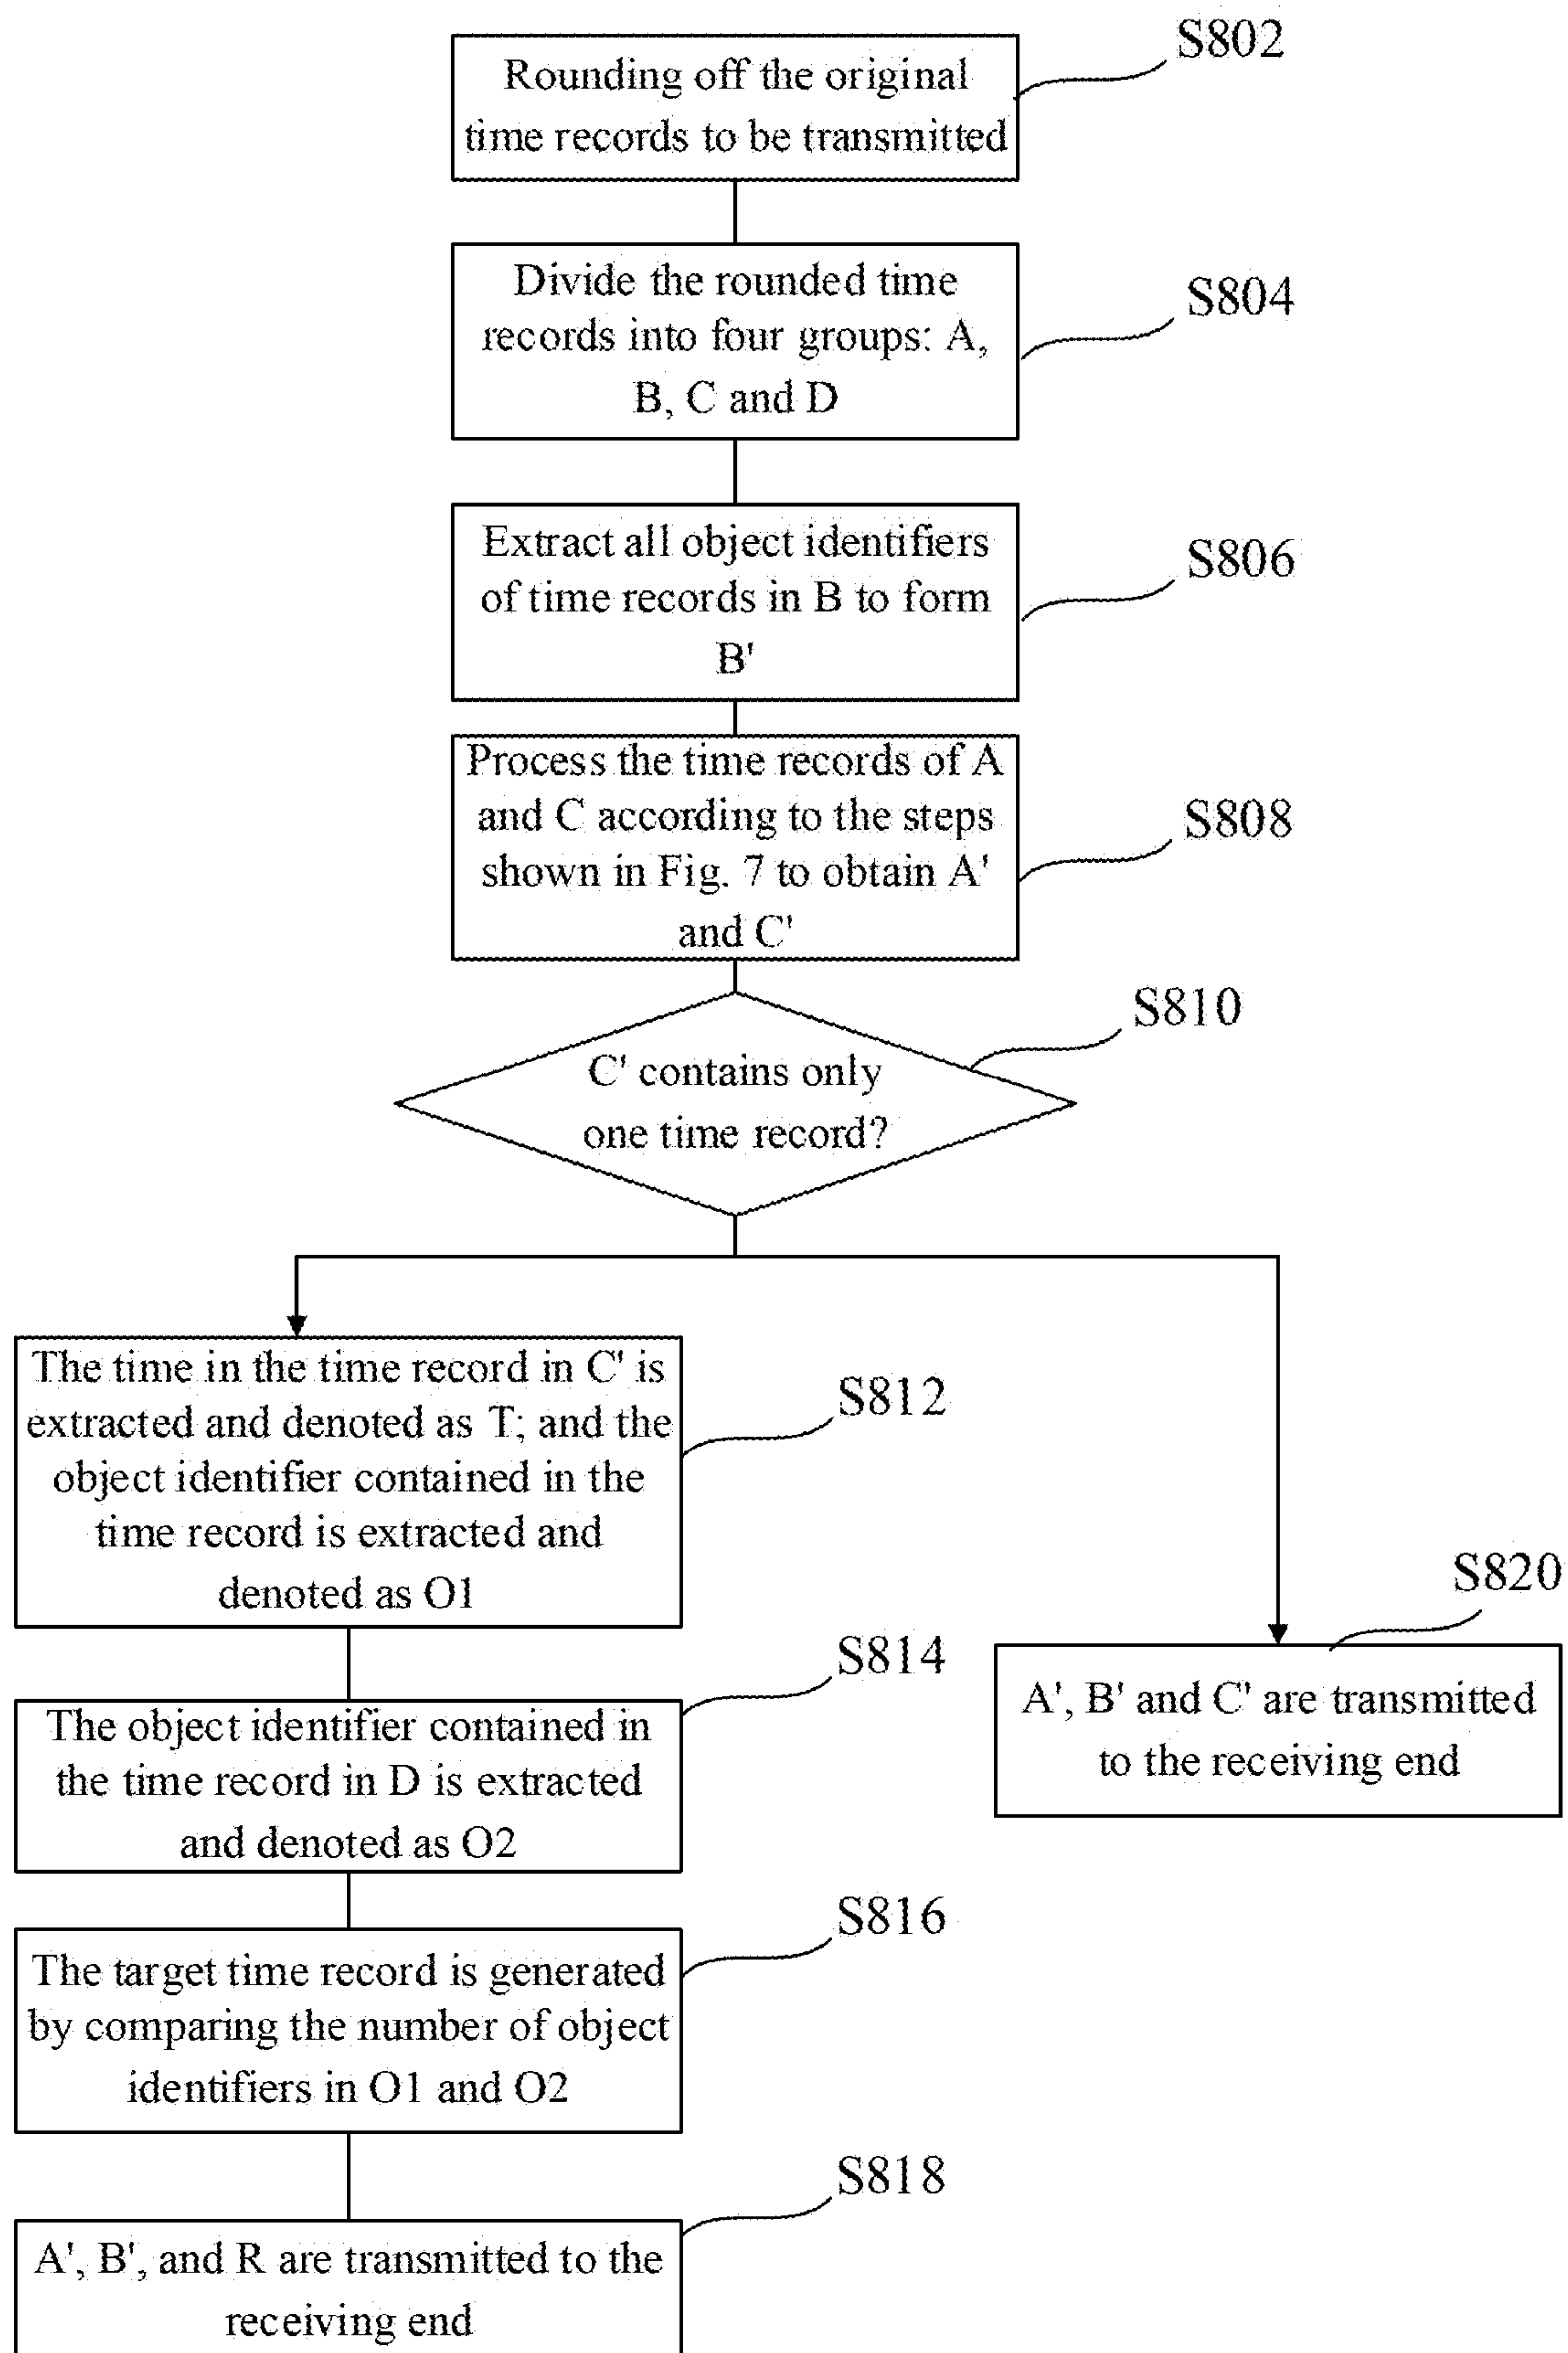 S802
Rounding off the original
time records to be transmitted
S804
Divide the rounded time
records into four groups: A,
B, C and D
S806
Extract all object identifiers
of time records in B to form
B'
S808
Process the time records of A
and C according to the steps
shown in Fig. 7 to obtain A'
and C'
S810
C' contains only
one time record?
S812
The time in the time record in C' is
extracted and denoted as T; and the
object identifier contained in the
time record is extracted and
denoted as O1
S820
A', B' and C' are transmitted
to the receiving end
S814
The object identifier contained in
the time record in D is extracted
and denoted as O2
S816
The target time record is generated
by comparing the number of object
identifiers in O1 and O2
S818
A', B', and R are transmitted to the
receiving end